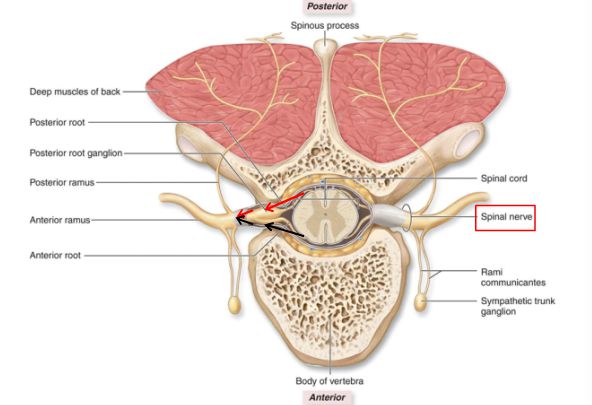 Posterior
Spinous process
Deep muscles of back
Posterior root
Posterior root ganglion
Posterior ramus
Anterior ramus
Anterior root
Spinal cord
Spinal nerve
Rami
communicantes
Sympathetic trunk
ganglion
Body of vertebra
Anterior